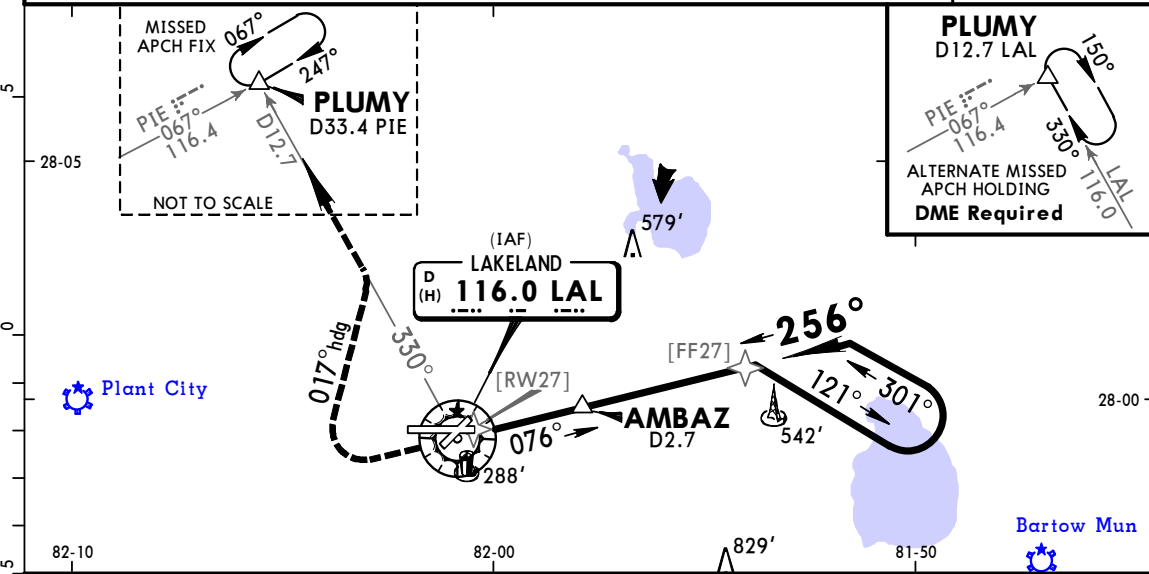 MISSED
APCH FIX
067°
247°
PLUMY
D33.4 PIE
PIE
067°
116.4
D12.7
NOT TO SCALE
PLUMY
D12.7 LAL
150°
PIE
067°
116.4
330°
LAL
116.0
ALTERNATE MISSED
APCH HOLDING
DME Required
5
28-05
579'
(IAF)
LAKELAND
D
(H) 116.0 LAL
0
017° hdg
330°
[RW27]
[FF27]
256°
121°
301°
Plant City
28-00
076°
AMBAZ
D2.7
542'
288'
Bartow Mun
829'
5
82-10
82-00
81-50